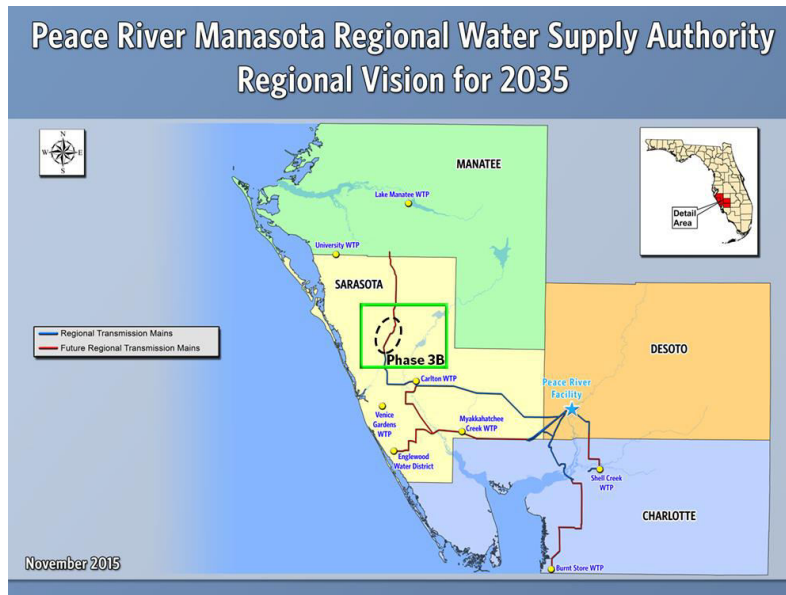 Peace River Manasota Regional Water Supply Authority
Regional Vision for 2035
N
W
E
S
MANATEE
Lake Manatee WTP
Detail
Area
University WTP
SARASOTA
Regional Transmission Mains
Future Regional Transmission Mains
Phase 3B
DESOTO
Carlton WTP
Peace River
Facility
Venice
Gardens
WTP
Myakkahatchee
Creek WTP
Englewood
Water District
Shell Creek
WTP
CHARLOTTE
November 2015
Burnt Store WTP